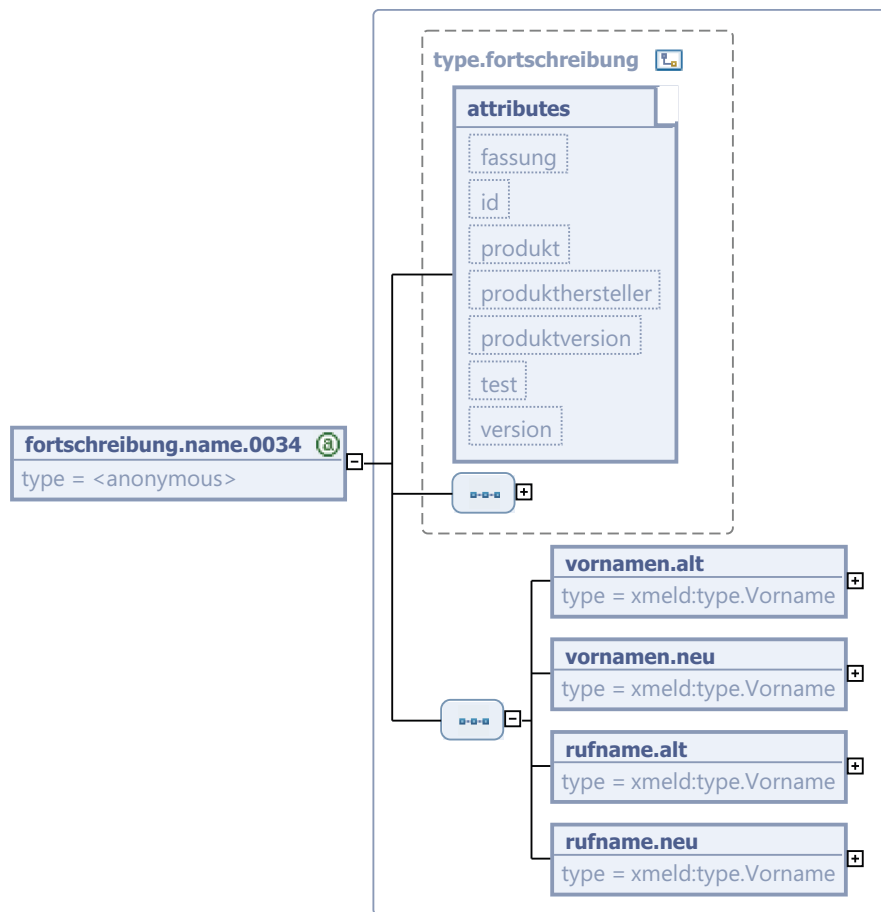 type.fortschreibung
attributes
fassung
id
produkt
produkthersteller
produktversion
test
version
fortschreibung.name.0034 a
type = <anonymous>
vornamen.alt
type = xmeld:type.Vorname
vornamen.neu
type = xmeld:type.Vorname
rufname.alt
type = xmeld:type.Vorname
rufname.neu
type = xmeld:type.Vorname